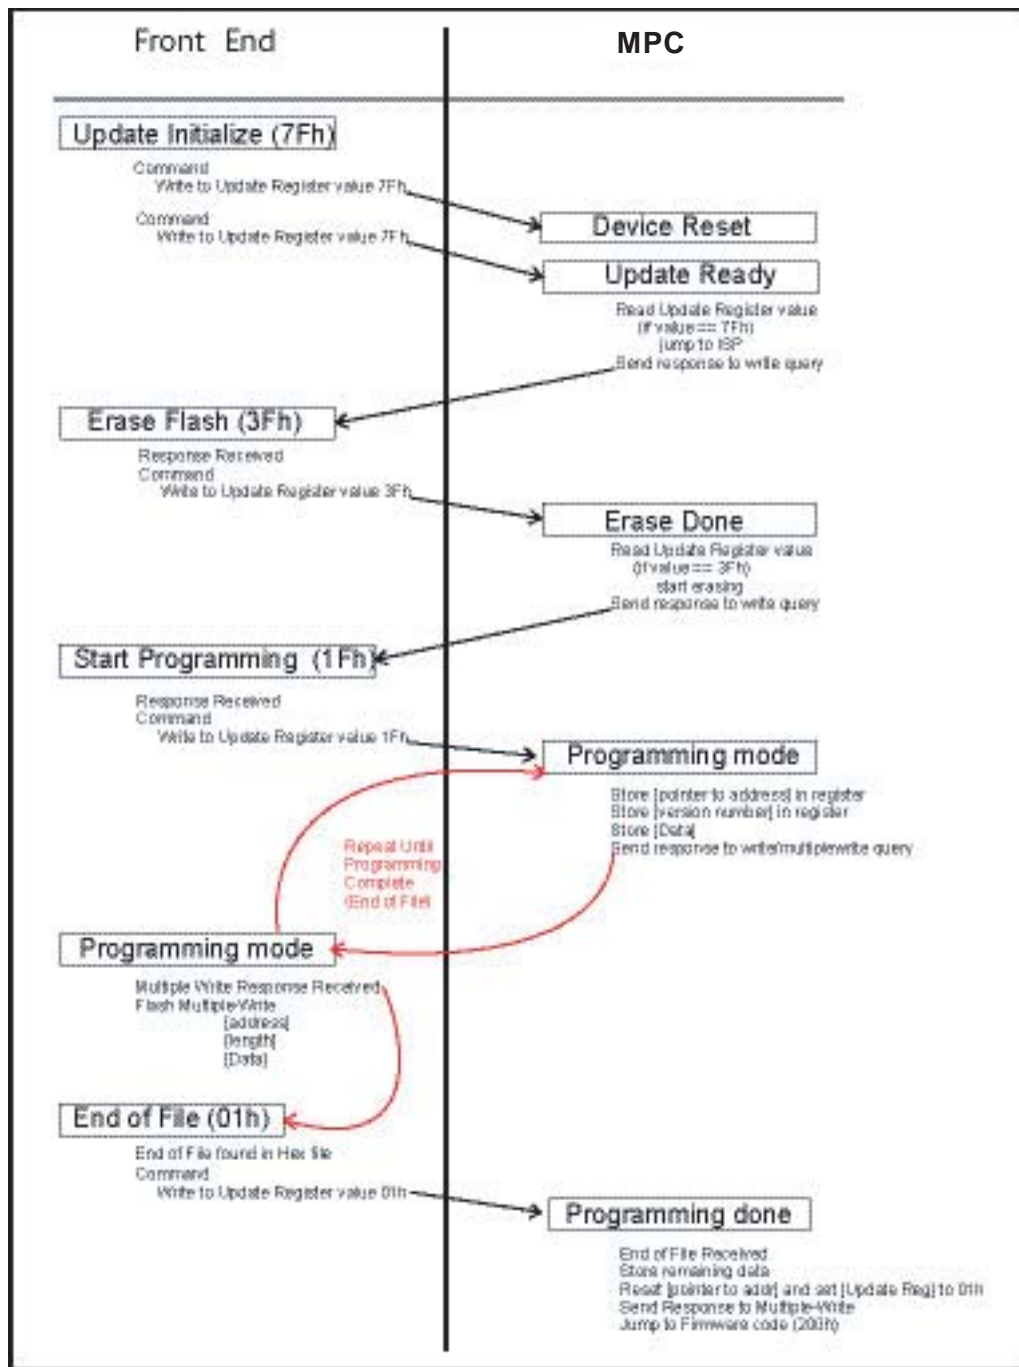 Front End
MPC
Update Initialize (7Fh)
Command
Write to Update Register value 7Fh
Command
Write to Update Register value 7Fh
Device Reset
Update Ready
Read Update Register value
(if value == 7Fh)
jump to ISP
Send response to write query
Erase Flash (3Fh)
Response Received
Command
Write to Update Register value 3Fh
Erase Done
Read Update Register value
(if value == 3Fh)
start erasing
Send response to write query
Start Programming (1Fh)
Response Received
Command
Write to Update Register value 1Fh
Programming mode
Store [pointer to address] in register
Store [version number] in register
Store [Data]
Send response to write/multiplewrite query
Repeat Until
Programming
Complete
(End of File)
Programming mode
Multiple Write Response Received
Flash Multiple-Write
[address]
[length]
[Data]
End of File (01h)
End of File found in Hex file
Command
Write to Update Register value 01h
Programming done
End of File Received
Store remaining data
Reset [pointer to addr] and set [Update Reg] to 01h
Send Response to Multiple-Write
Jump to Firmware code (200h)